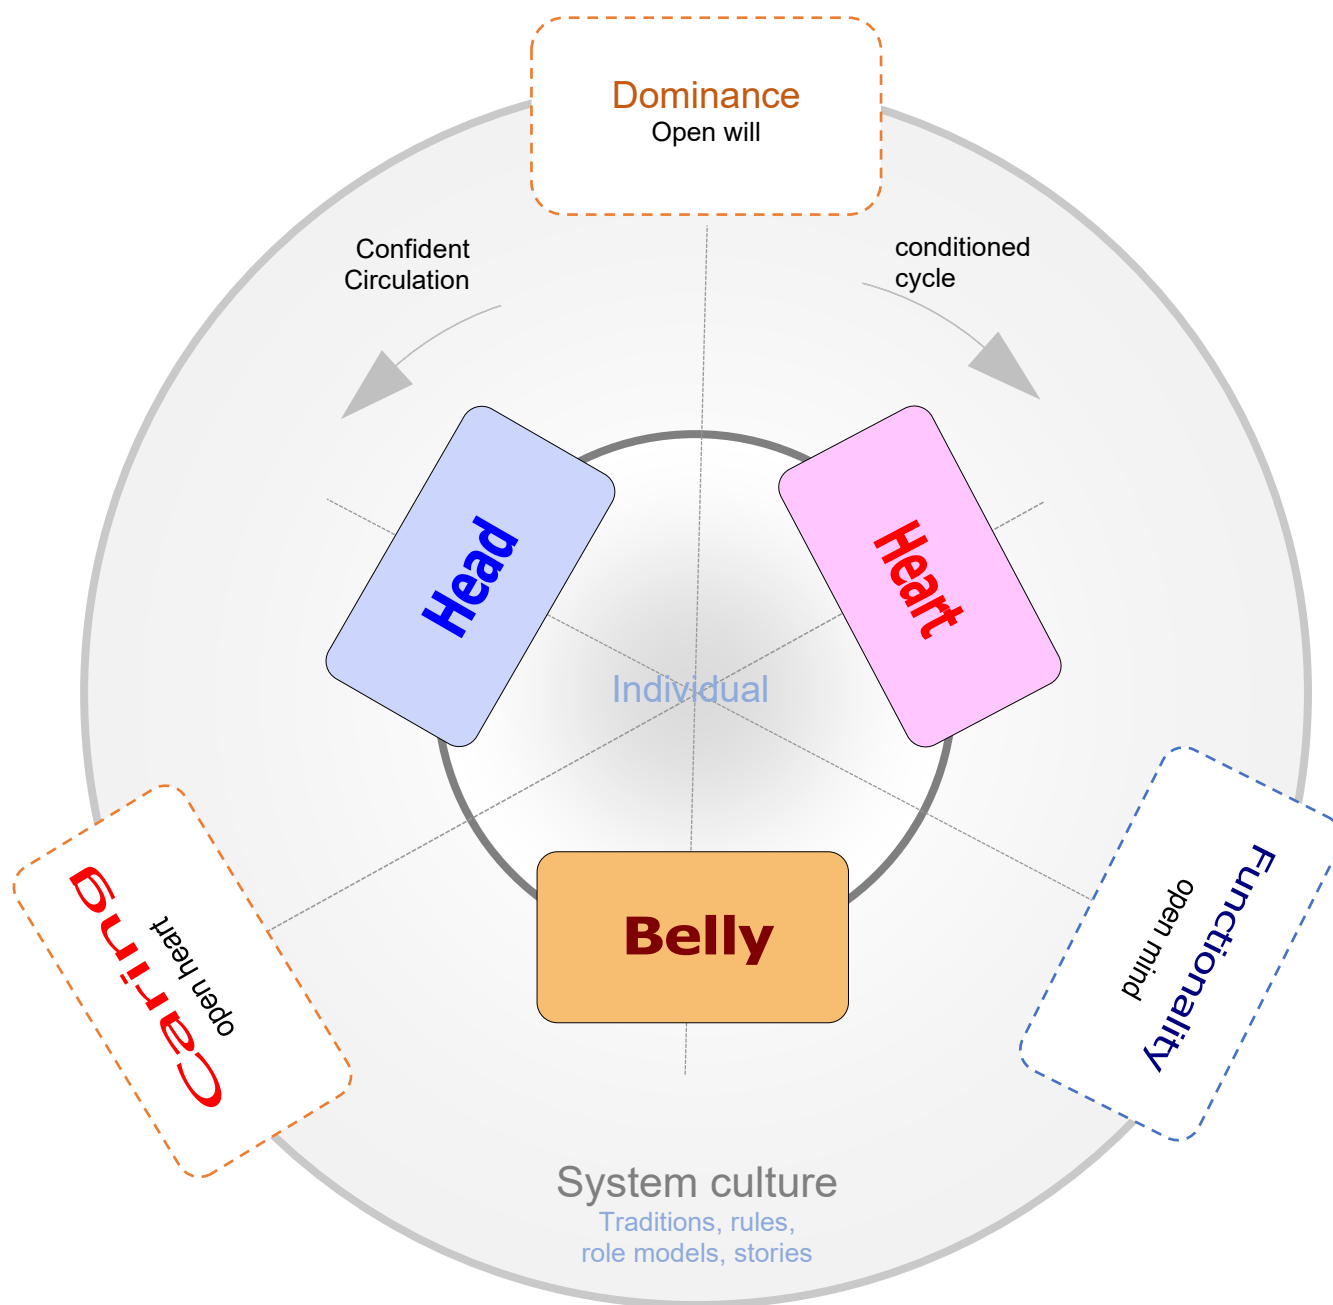 Dominance
Open will
Confident
Circulation
conditioned
cycle
Head
Heart
Individual
Caring
open heart
Belly
Functionality
open mind
System culture
Traditions, rules,
role models, stories